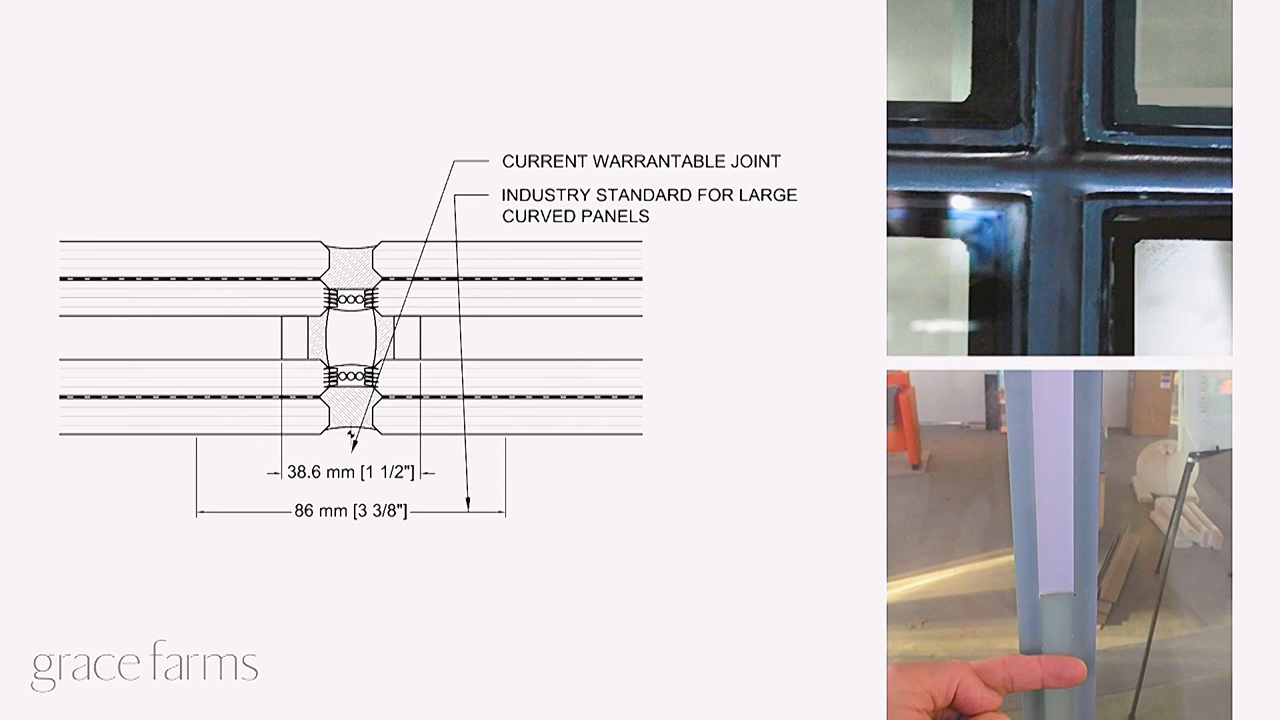 CURRENT WARRANTABLE JOINT
INDUSTRY STANDARD FOR LARGE
CURVED PANELS
38.6 mm [1 1/2"]
86 mm [3 3/8"]
grace farms